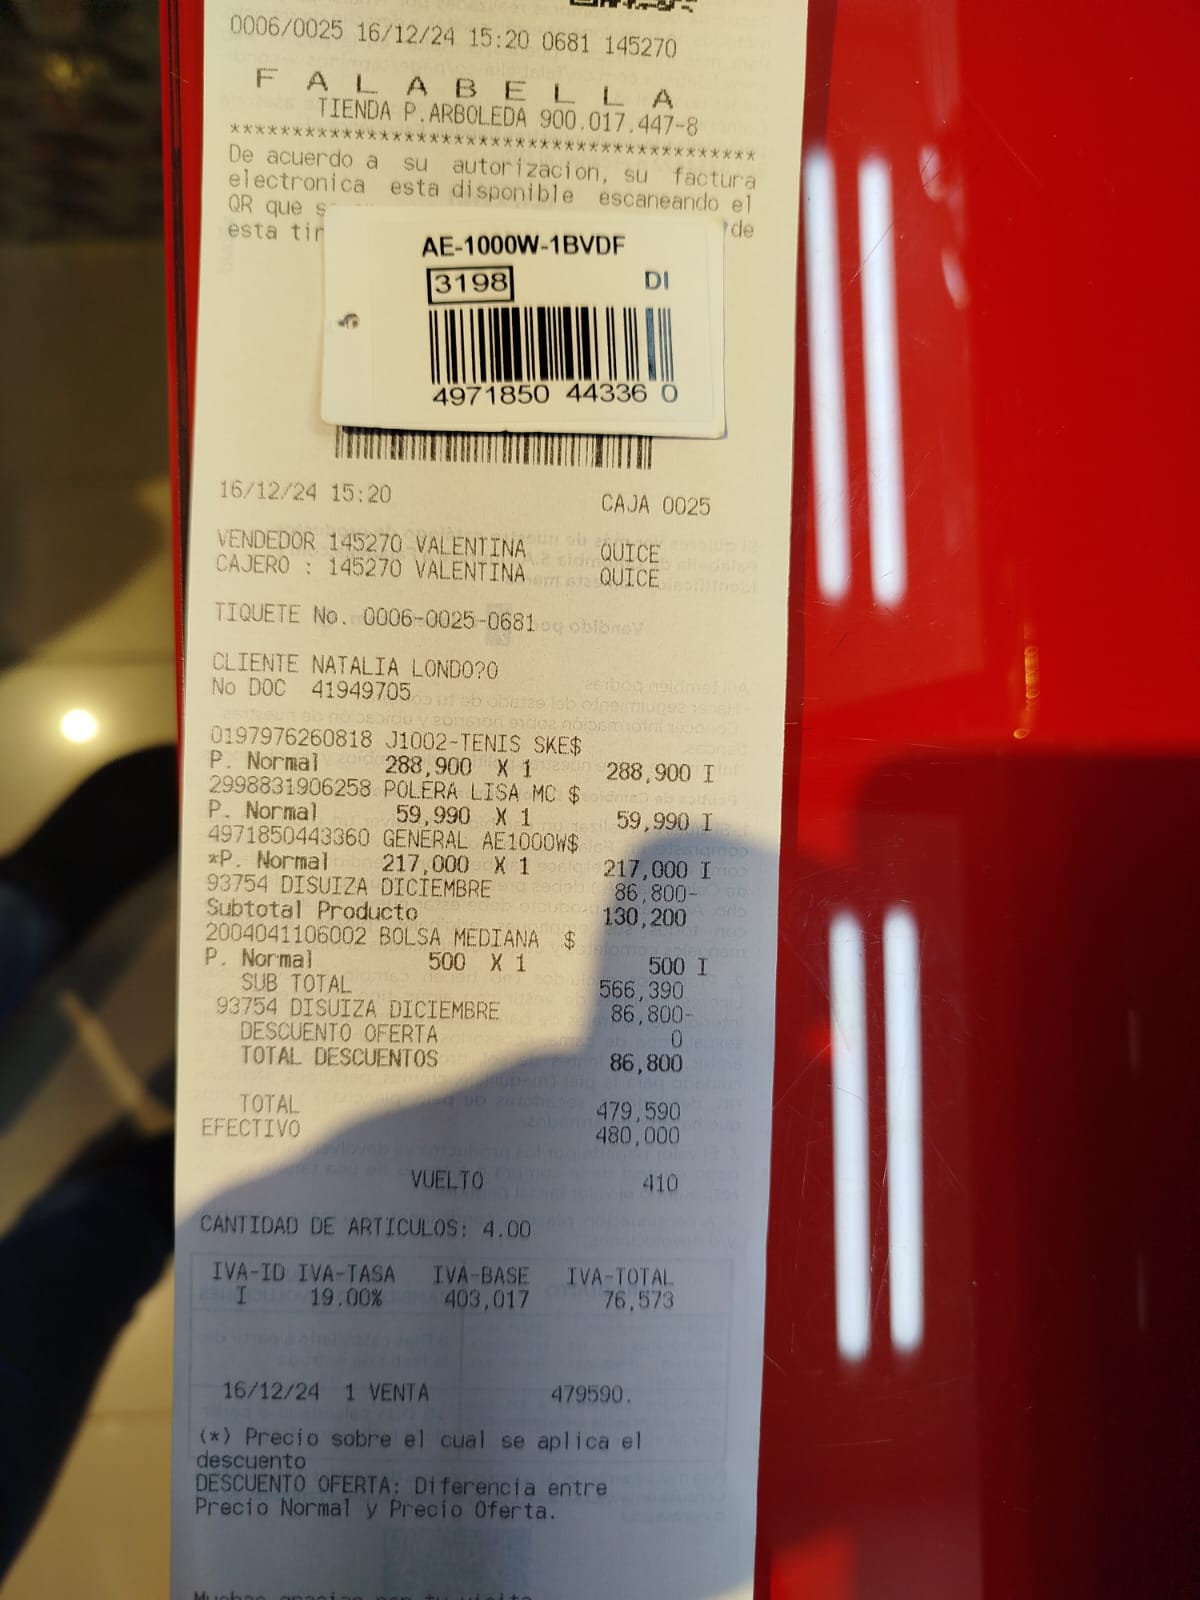 0006/0025 16/12/24 15:20 0681 145270
F A L A B E L L A
TIENDA P.ARBOLEDA 900.017.447-8
******************************************
De acuerdo a su autorizacion, su factura
electronica esta disponible escaneando el
QR que
esta de
AE-1000W-1BVDF
3198 DI
4971850 44336 0
16/12/24 15:20 CAJA 0025
VENDEDOR 145270 VALENTINA QUICE
CAJERO : 145270 VALENTINA QUICE
TIQUETE No. 0006-0025-0681
CLIENTE NATALIA LONDO?O
No DOC 41949705
0197976260818 J1002-TENIS SKE$
P. Normal 288,900 X 1 288,900 I
2998831906258 POLERA LISA MC $
P. Normal 59,990 X 1 59,990 I
4971850443360 GENERAL AE1000W$
*P. Normal 217,000 X 1 217,000 I
93754 DISUIZA DICIEMBRE 86,800-
Subtotal Producto 130,200
2004041106002 BOLSA MEDIANA $
P. Normal 500 X 1 500 I
SUB TOTAL 566,390
93754 DISUIZA DICIEMBRE 86,800-
DESCUENTO OFERTA 0
TOTAL DESCUENTOS 86,800
TOTAL 479,590
EFECTIVO 480,000
VUELTO 410
CANTIDAD DE ARTICULOS: 4.00
IVA-ID IVA-TASA IVA-BASE IVA-TOTAL
I 19.00% 403,017 76,573
16/12/24 1 VENTA 479590.
(*) Precio sobre el cual se aplica el
descuento
DESCUENTO OFERTA: Diferencia entre
Precio Normal y Precio Oferta.